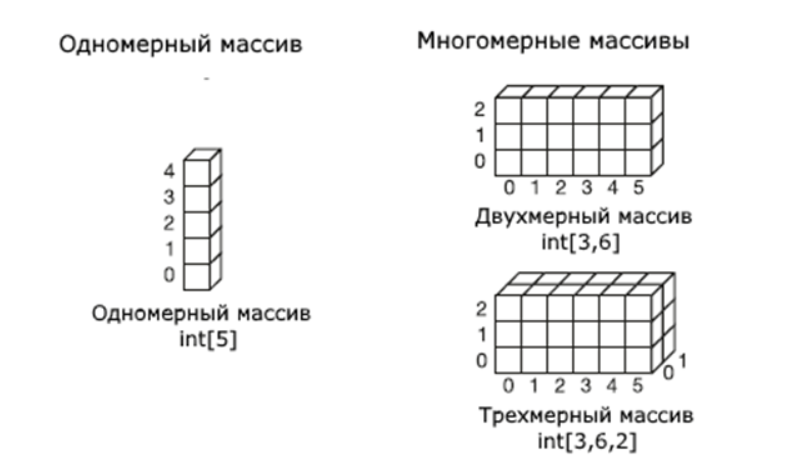 Одномерный массив
4
3
2
1
0
Одномерный массив
int[5]
Многомерные массивы
2
1
0
0 1 2 3 4 5
Двухмерный массив
int[3,6]
2
1
0
0 1 2 3 4 5 0 1
Трехмерный массив
int[3,6,2]